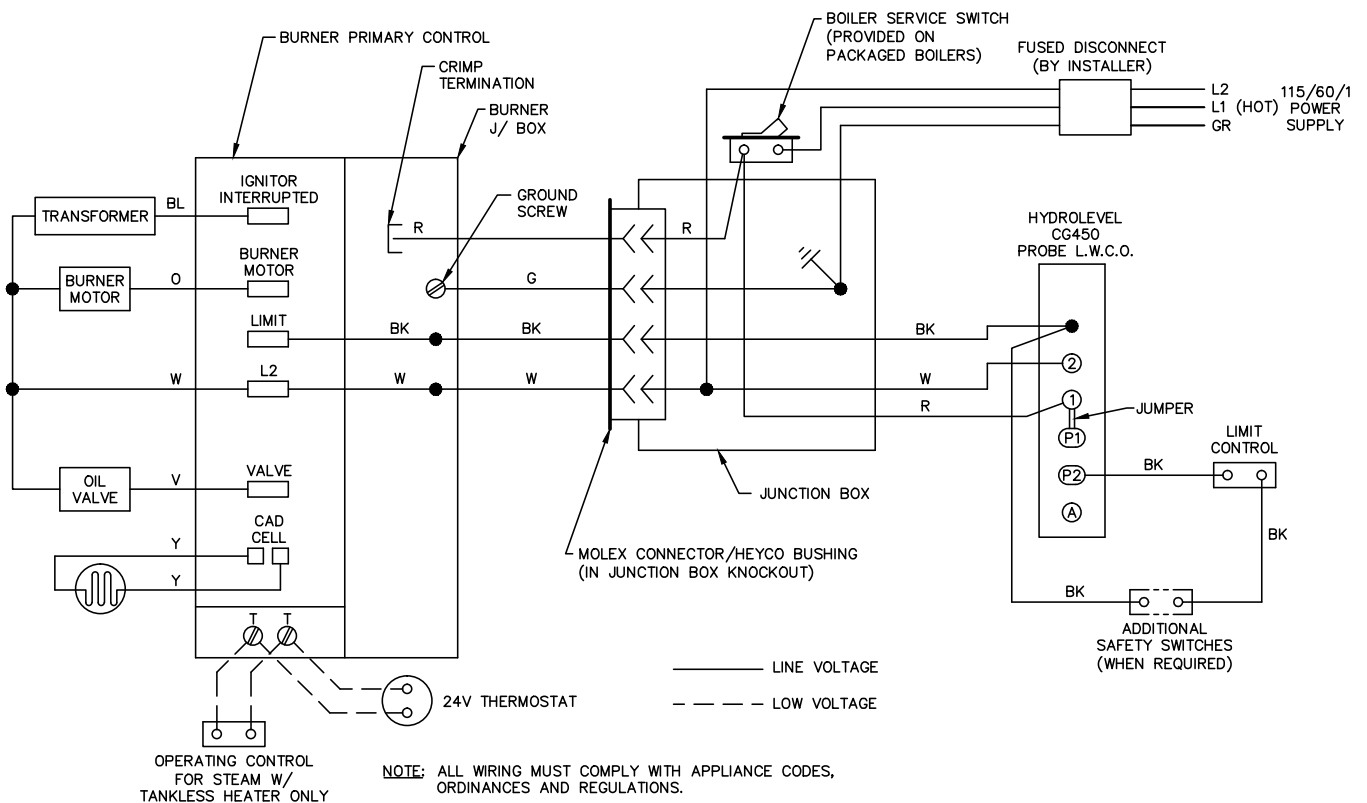 BOILER SERVICE SWITCH
(PROVIDED ON
PACKAGED BOILERS)
BURNER PRIMARY CONTROL
FUSED DISCONNECT
(BY INSTALLER)
CRIMP
TERMINATION
L2
L1 (HOT)
GR
115/60/1
POWER
SUPPLY
BURNER
J/ BOX
IGNITOR
INTERRUPTED
GROUND
SCREW
TRANSFORMER
BL
R
R
HYDROLEVEL
CG450
PROBE L.W.C.O.
BURNER
MOTOR
BURNER
MOTOR
O
G
LIMIT
BK
BK
BK
L2
W
W
W
W
2
R
1
JUMPER
P1
LIMIT
CONTROL
VALVE
OIL
VALVE
V
P2
BK
JUNCTION BOX
A
CAD
CELL
Y
Y
BK
MOLEX CONNECTOR/HEYCO BUSHING
(IN JUNCTION BOX KNOCKOUT)
BK
T
T
ADDITIONAL
SAFETY SWITCHES
(WHEN REQUIRED)
LINE VOLTAGE
24V THERMOSTAT
LOW VOLTAGE
OPERATING CONTROL
FOR STEAM W/
TANKLESS HEATER ONLY
NOTE: ALL WIRING MUST COMPLY WITH APPLIANCE CODES,
ORDINANCES AND REGULATIONS.